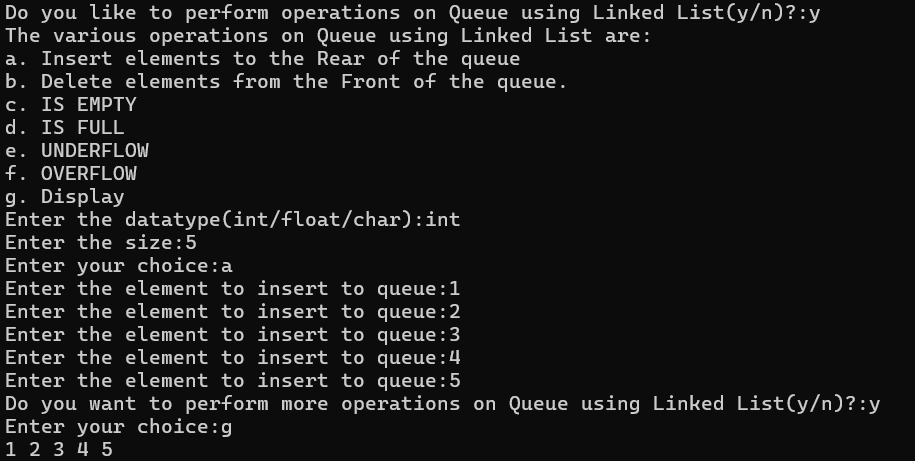 Do you like to perform operations on Queue using Linked List(y/n)?:y
The various operations on Queue using Linked List are:
a. Insert elements to the Rear of the queue
b. Delete elements from the Front of the queue.
c. IS EMPTY
d. IS FULL
e. UNDERFLOW
f. OVERFLOW
g. Display
Enter the datatype(int/float/char):int
Enter the size:5
Enter your choice:a
Enter the element to insert to queue:1
Enter the element to insert to queue:2
Enter the element to insert to queue:3
Enter the element to insert to queue:4
Enter the element to insert to queue:5
Do you want to perform more operations on Queue using Linked List(y/n)?:y
Enter your choice:g
1 2 3 4 5